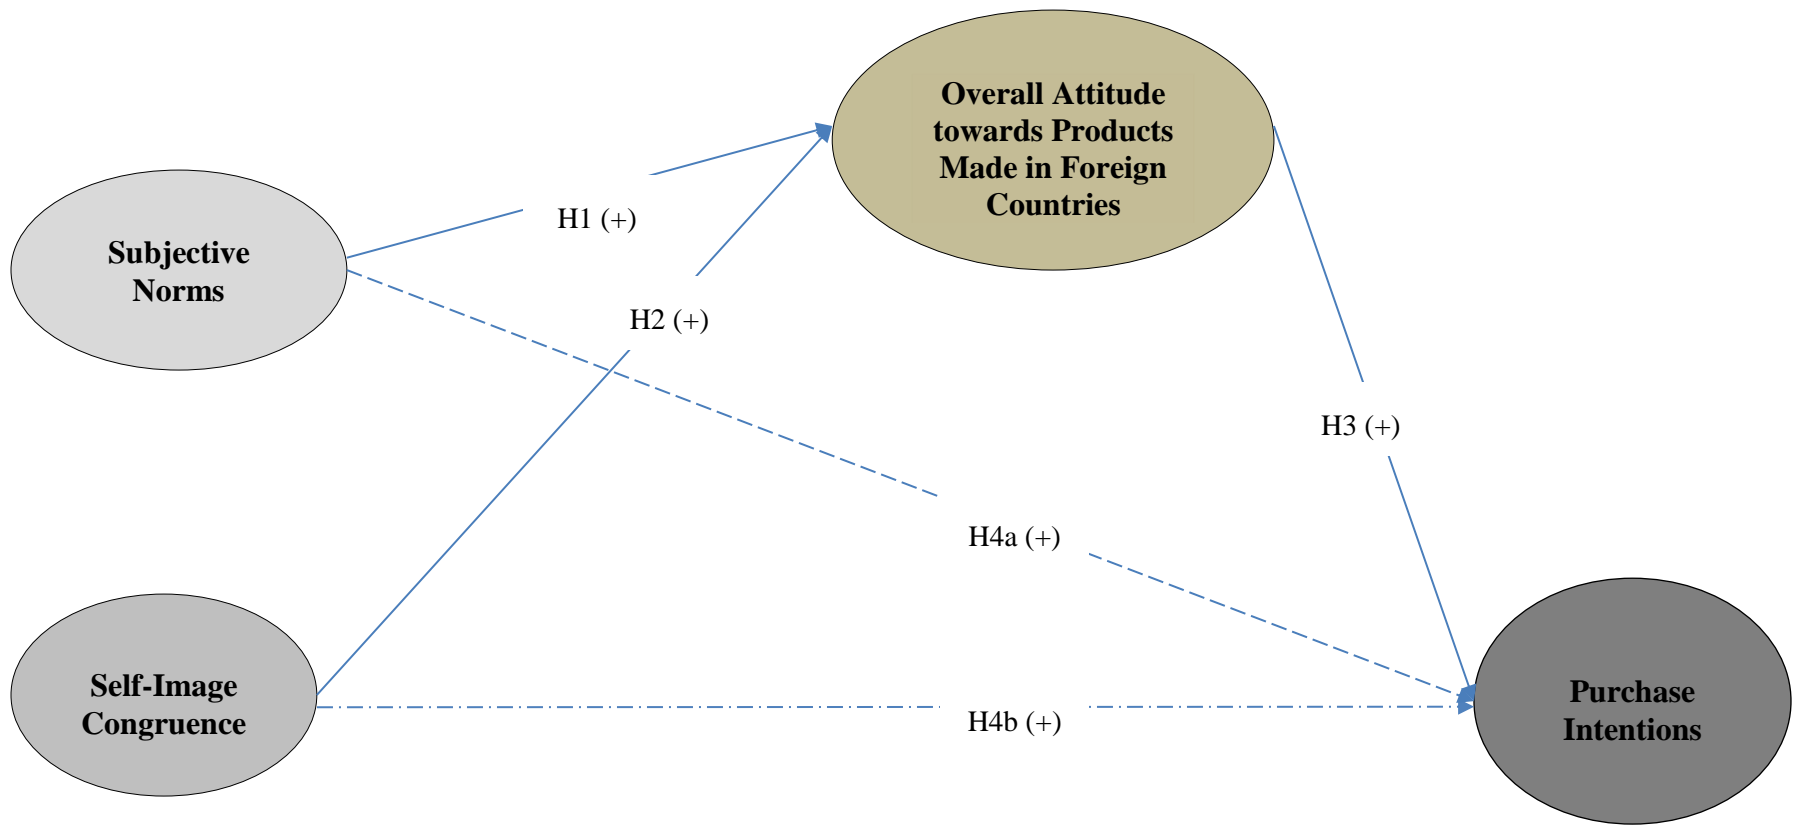 Overall Attitude
towards Products
Made in Foreign
Countries
H1 (+)
Subjective
Norms
H2 (+)
H3 (+)
H4a (+)
Self-Image
Congruence
H4b (+)
Purchase
Intentions